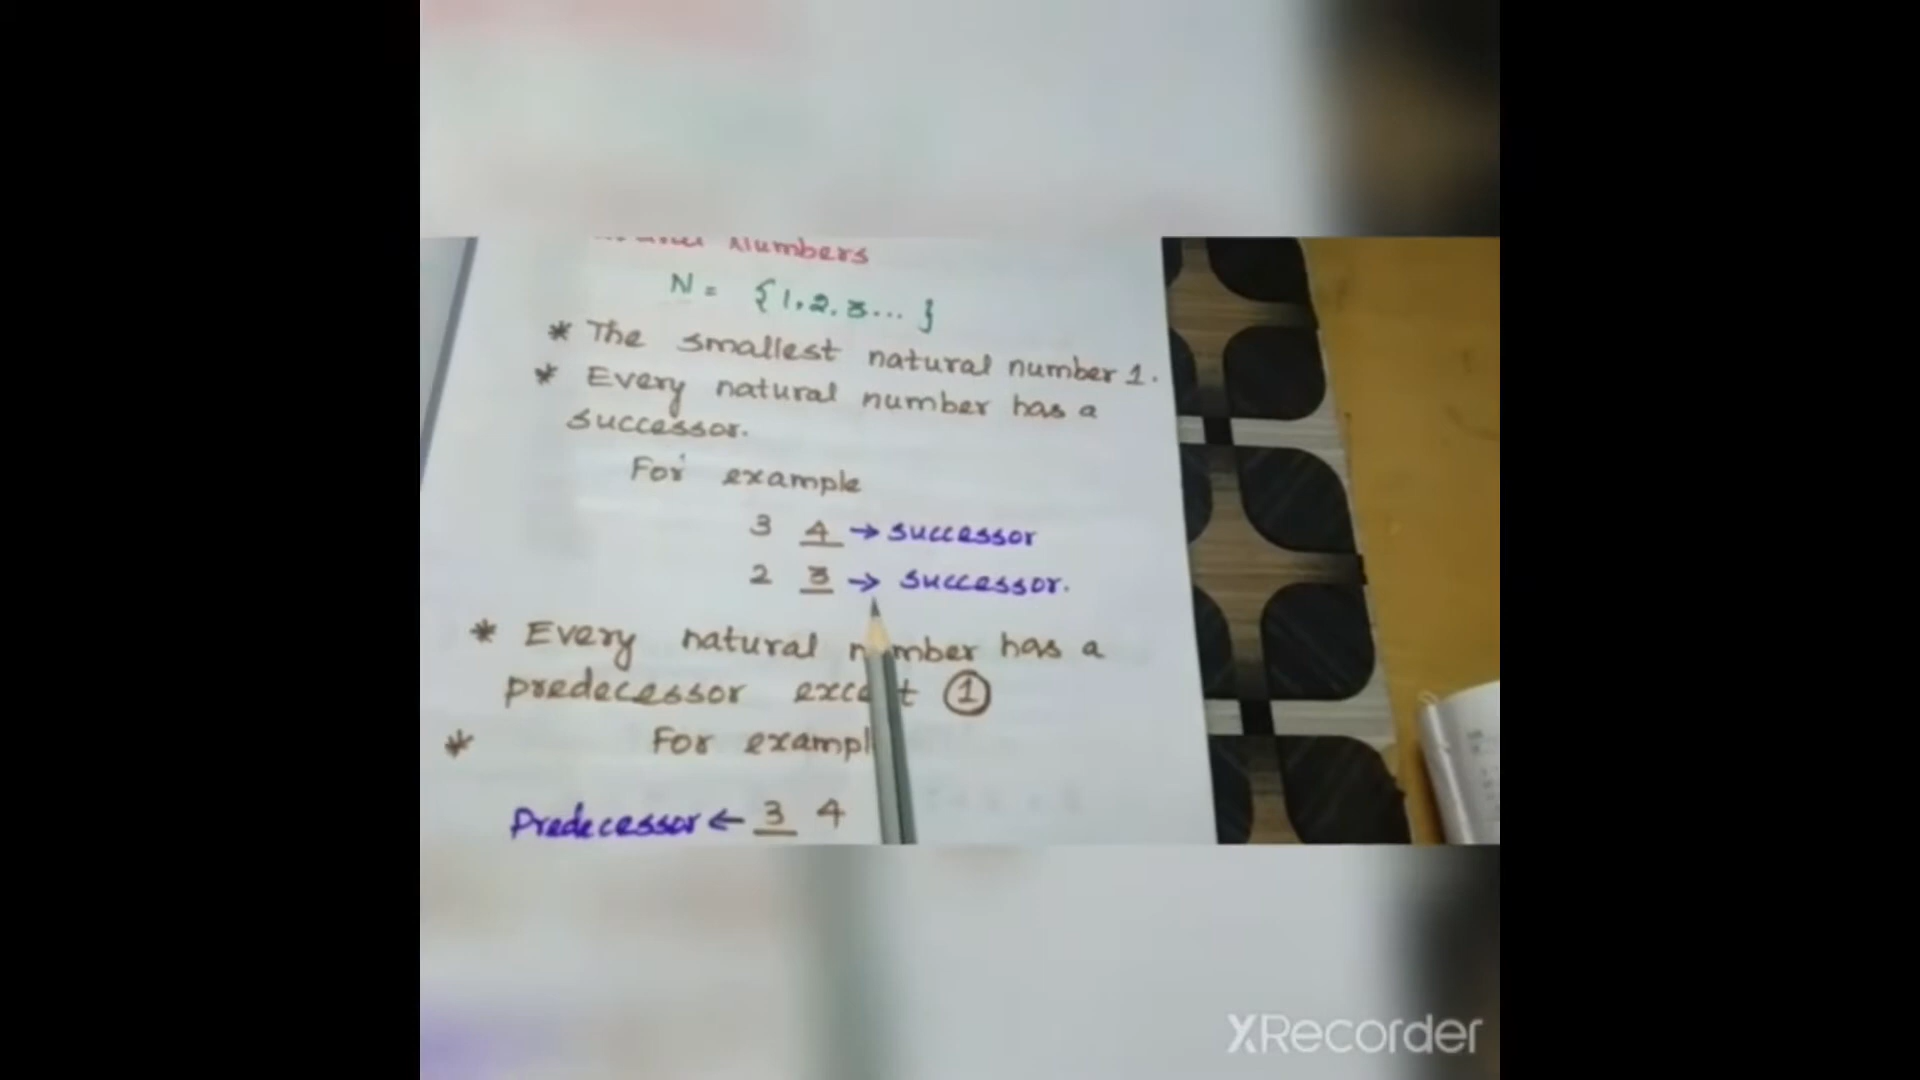 Numbers
N = {1, 2, 3... }
* The smallest natural number 1.
* Every natural number has a
successor.
For example
3 4 → successor
2 3 → successor.
* Every natural number has a
predecessor except ①
* For example
Predecessor ← 3 4
XRecorder